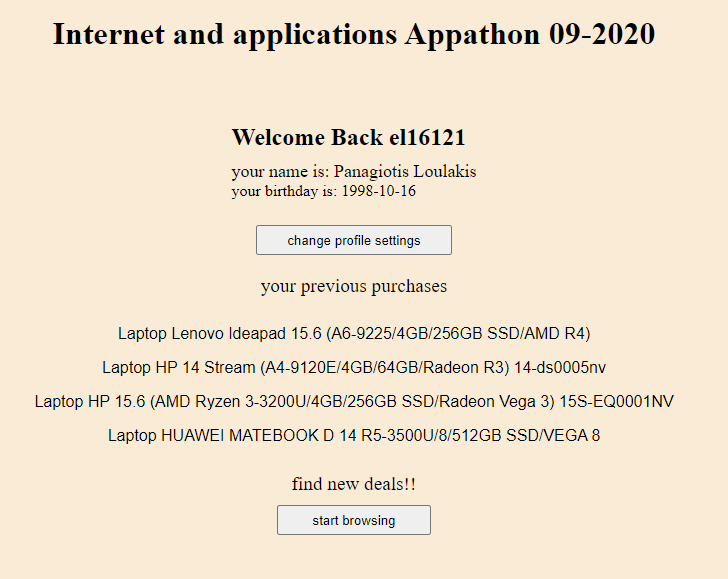 Internet and applications Appathon 09-2020
Welcome Back el16121
your name is: Panagiotis Loulakis
your birthday is: 1998-10-16
change profile settings
your previous purchases
Laptop Lenovo Ideapad 15.6 (A6-9225/4GB/256GB SSD/AMD R4)
Laptop HP 14 Stream (A4-9120E/4GB/64GB/Radeon R3) 14-ds0005nv
Laptop HP 15.6 (AMD Ryzen 3-3200U/4GB/256GB SSD/Radeon Vega 3) 15S-EQ0001NV
Laptop HUAWEI MATEBOOK D 14 R5-3500U/8/512GB SSD/VEGA 8
find new deals!!
start browsing